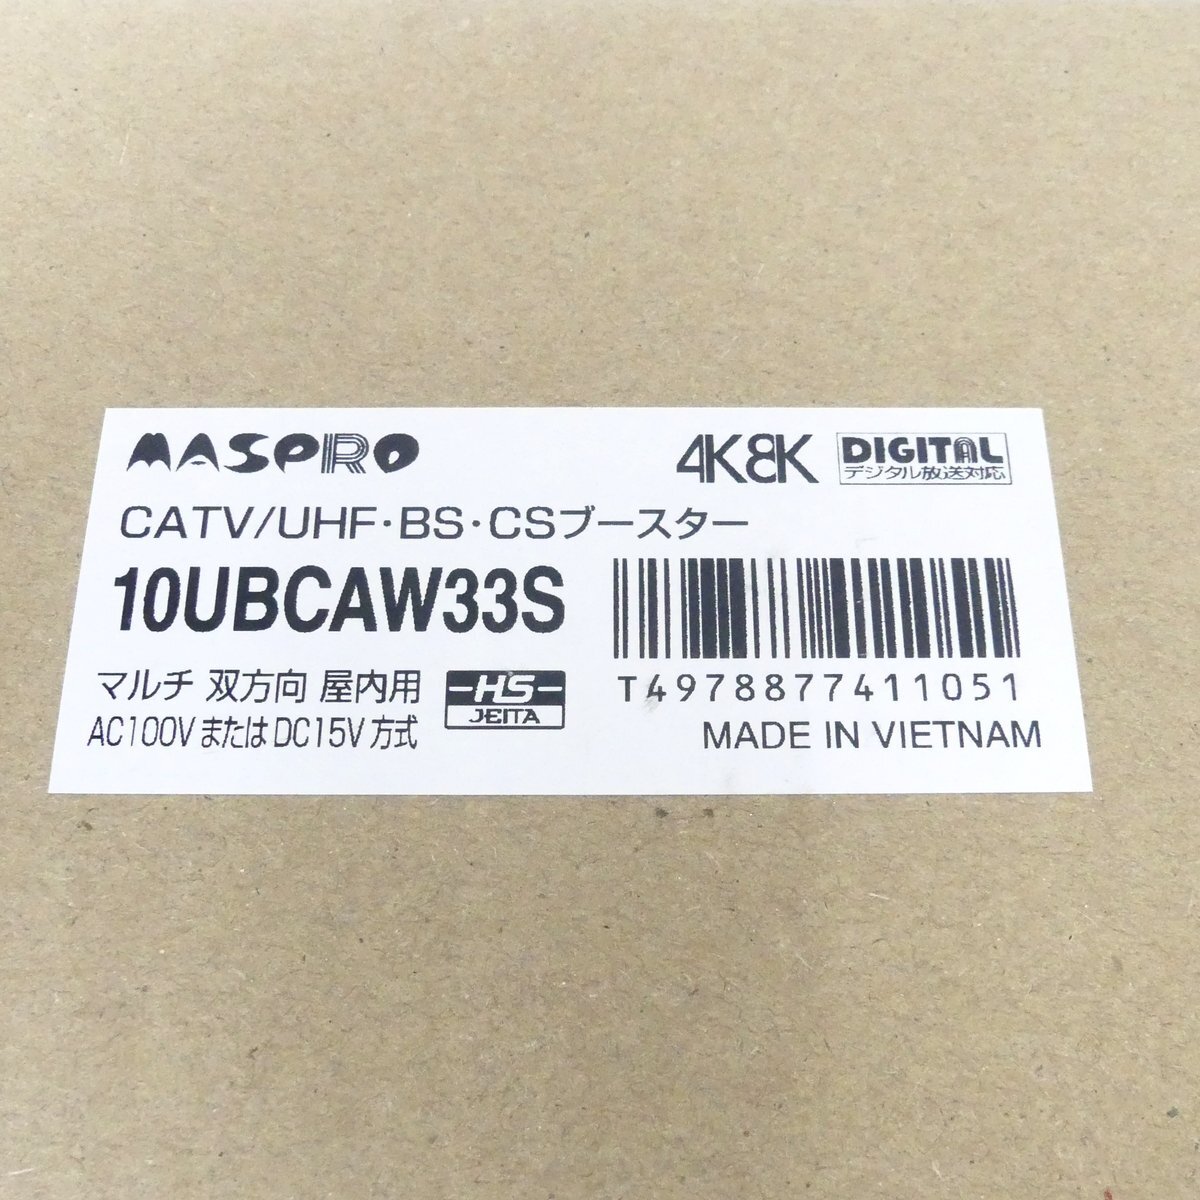 MASPRO
4K8K
DIGITAL
デジタル放送対応
CATV/UHF・BS・CSブースター
10UBCAW33S
マルチ 双方向 屋内用
AC100VまたはDC15V方式
HS
JEITA
T4978877411051
MADE IN VIETNAM